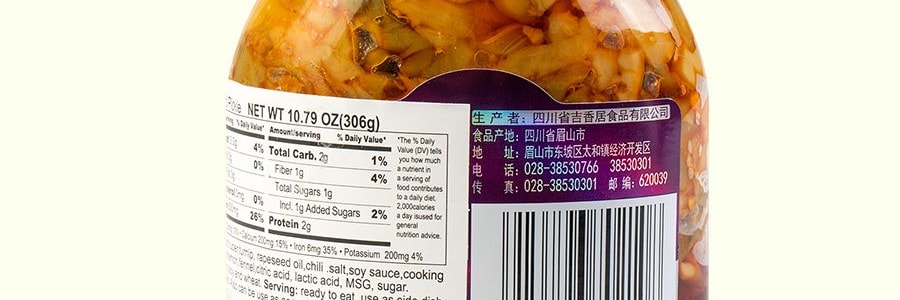 NET WT 10.79 OZ(306g)
% Daily Value*
4%
0%
0%
26%
Amount/serving % Daily Value*
Total Carb. 2g 1%
Fiber 1g 4%
Total Sugars 1g
Incl. 1g Added Sugars 2%
Protein 2g
Calcium 200mg 15% • Iron 6mg 35% • Potassium 200mg 4%
*The % Daily
Value (DV) tells
you how much
a nutrient in
a serving of
food contributes
to a daily diet.
2,000calories
a day isused for
general
nutrition advice.
rapeseed oil,chili .salt,soy sauce,cooking
fennel,citric acid, lactic acid, MSG, sugar.
and wheat. Serving: ready to eat, use as side dish
生产者: 四川省吉香居食品有限公司
食品产地: 四川省眉山市
地 址: 眉山市东坡区太和镇经济开发区
电 话: 028-38530766 38530301
传 真: 028-38530301 邮编: 620039